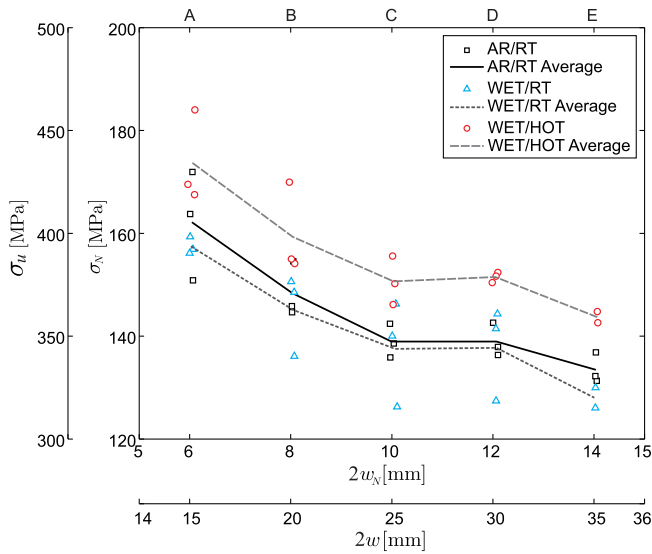 A B C D E
500 200
AR/RT
AR/RT Average
WET/RT
WET/RT Average
WET/HOT
WET/HOT Average
450 180
σu [MPa]
400
σN [MPa]
160
350 140
300 120
5 6 8 10 12 14 15
2wN[mm]
14 15 20 25 30 35 36
2w[mm]